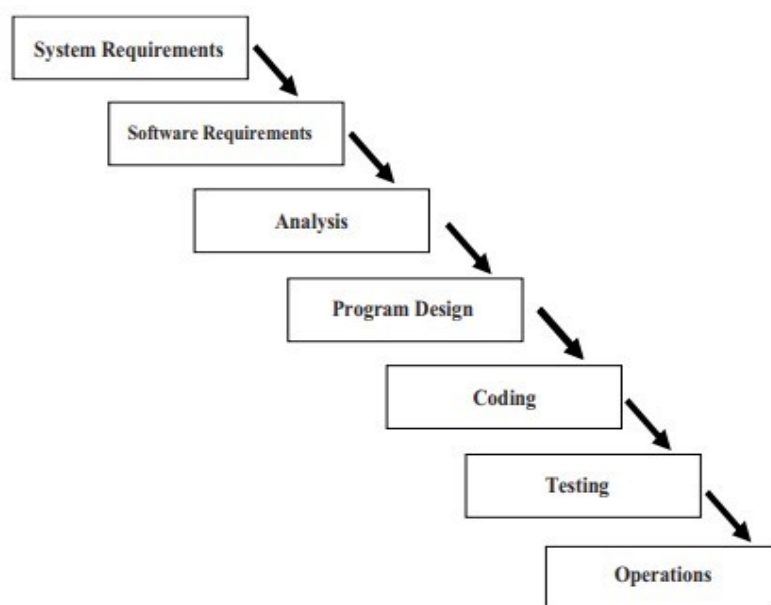 System Requirements
Software Requirements
Analysis
Program Design
Coding
Testing
Operations